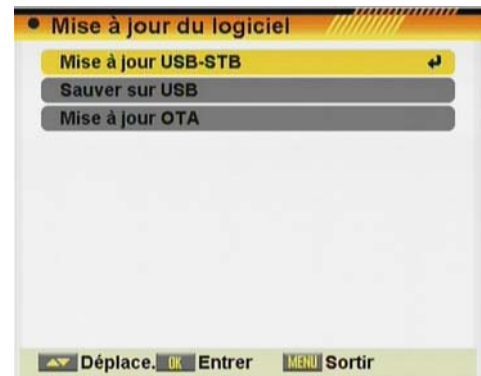 Mise à jour du logiciel
Mise à jour USB-STB
Sauver sur USB
Mise à jour OTA
Déplace. OK Entrer MENU Sortir